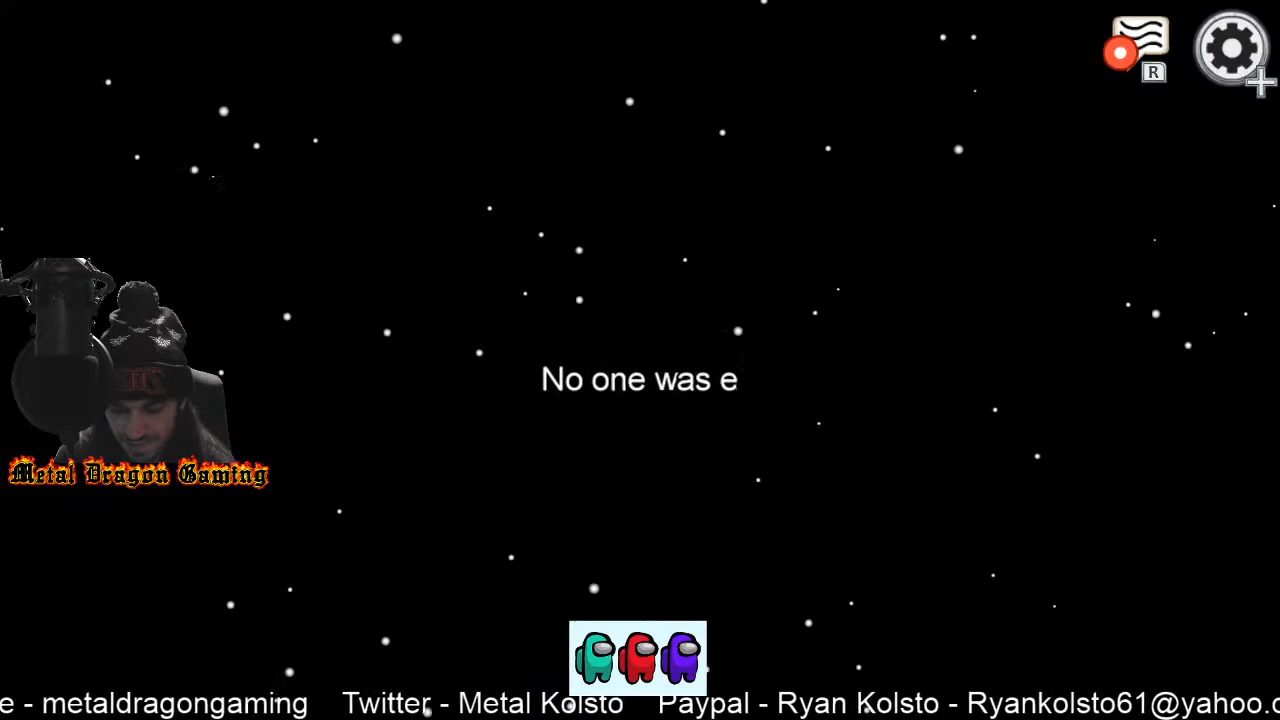 R
No one was e
Metal Dragon Gaming
e - metaldragongaming Twitter - Metal Kolsto Paypal - Ryan Kolsto - Ryankolsto61@yahoo.c